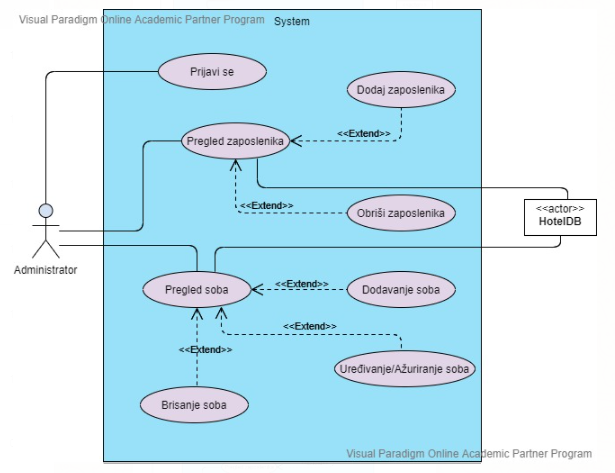 Visual Paradigm Online Academic Partner Program
System
Prijavi se
Dodaj zaposlenika
<<Extend>>
Pregled zaposlenika
<<Extend>>
Obriši zaposlenika
<<actor>>
HotelDB
Administrator
Pregled soba
<<Extend>>
Dodavanje soba
<<Extend>>
<<Extend>>
Uređivanje/Ažuriranje soba
Brisanje soba
Visual Paradigm Online Academic Partner Program